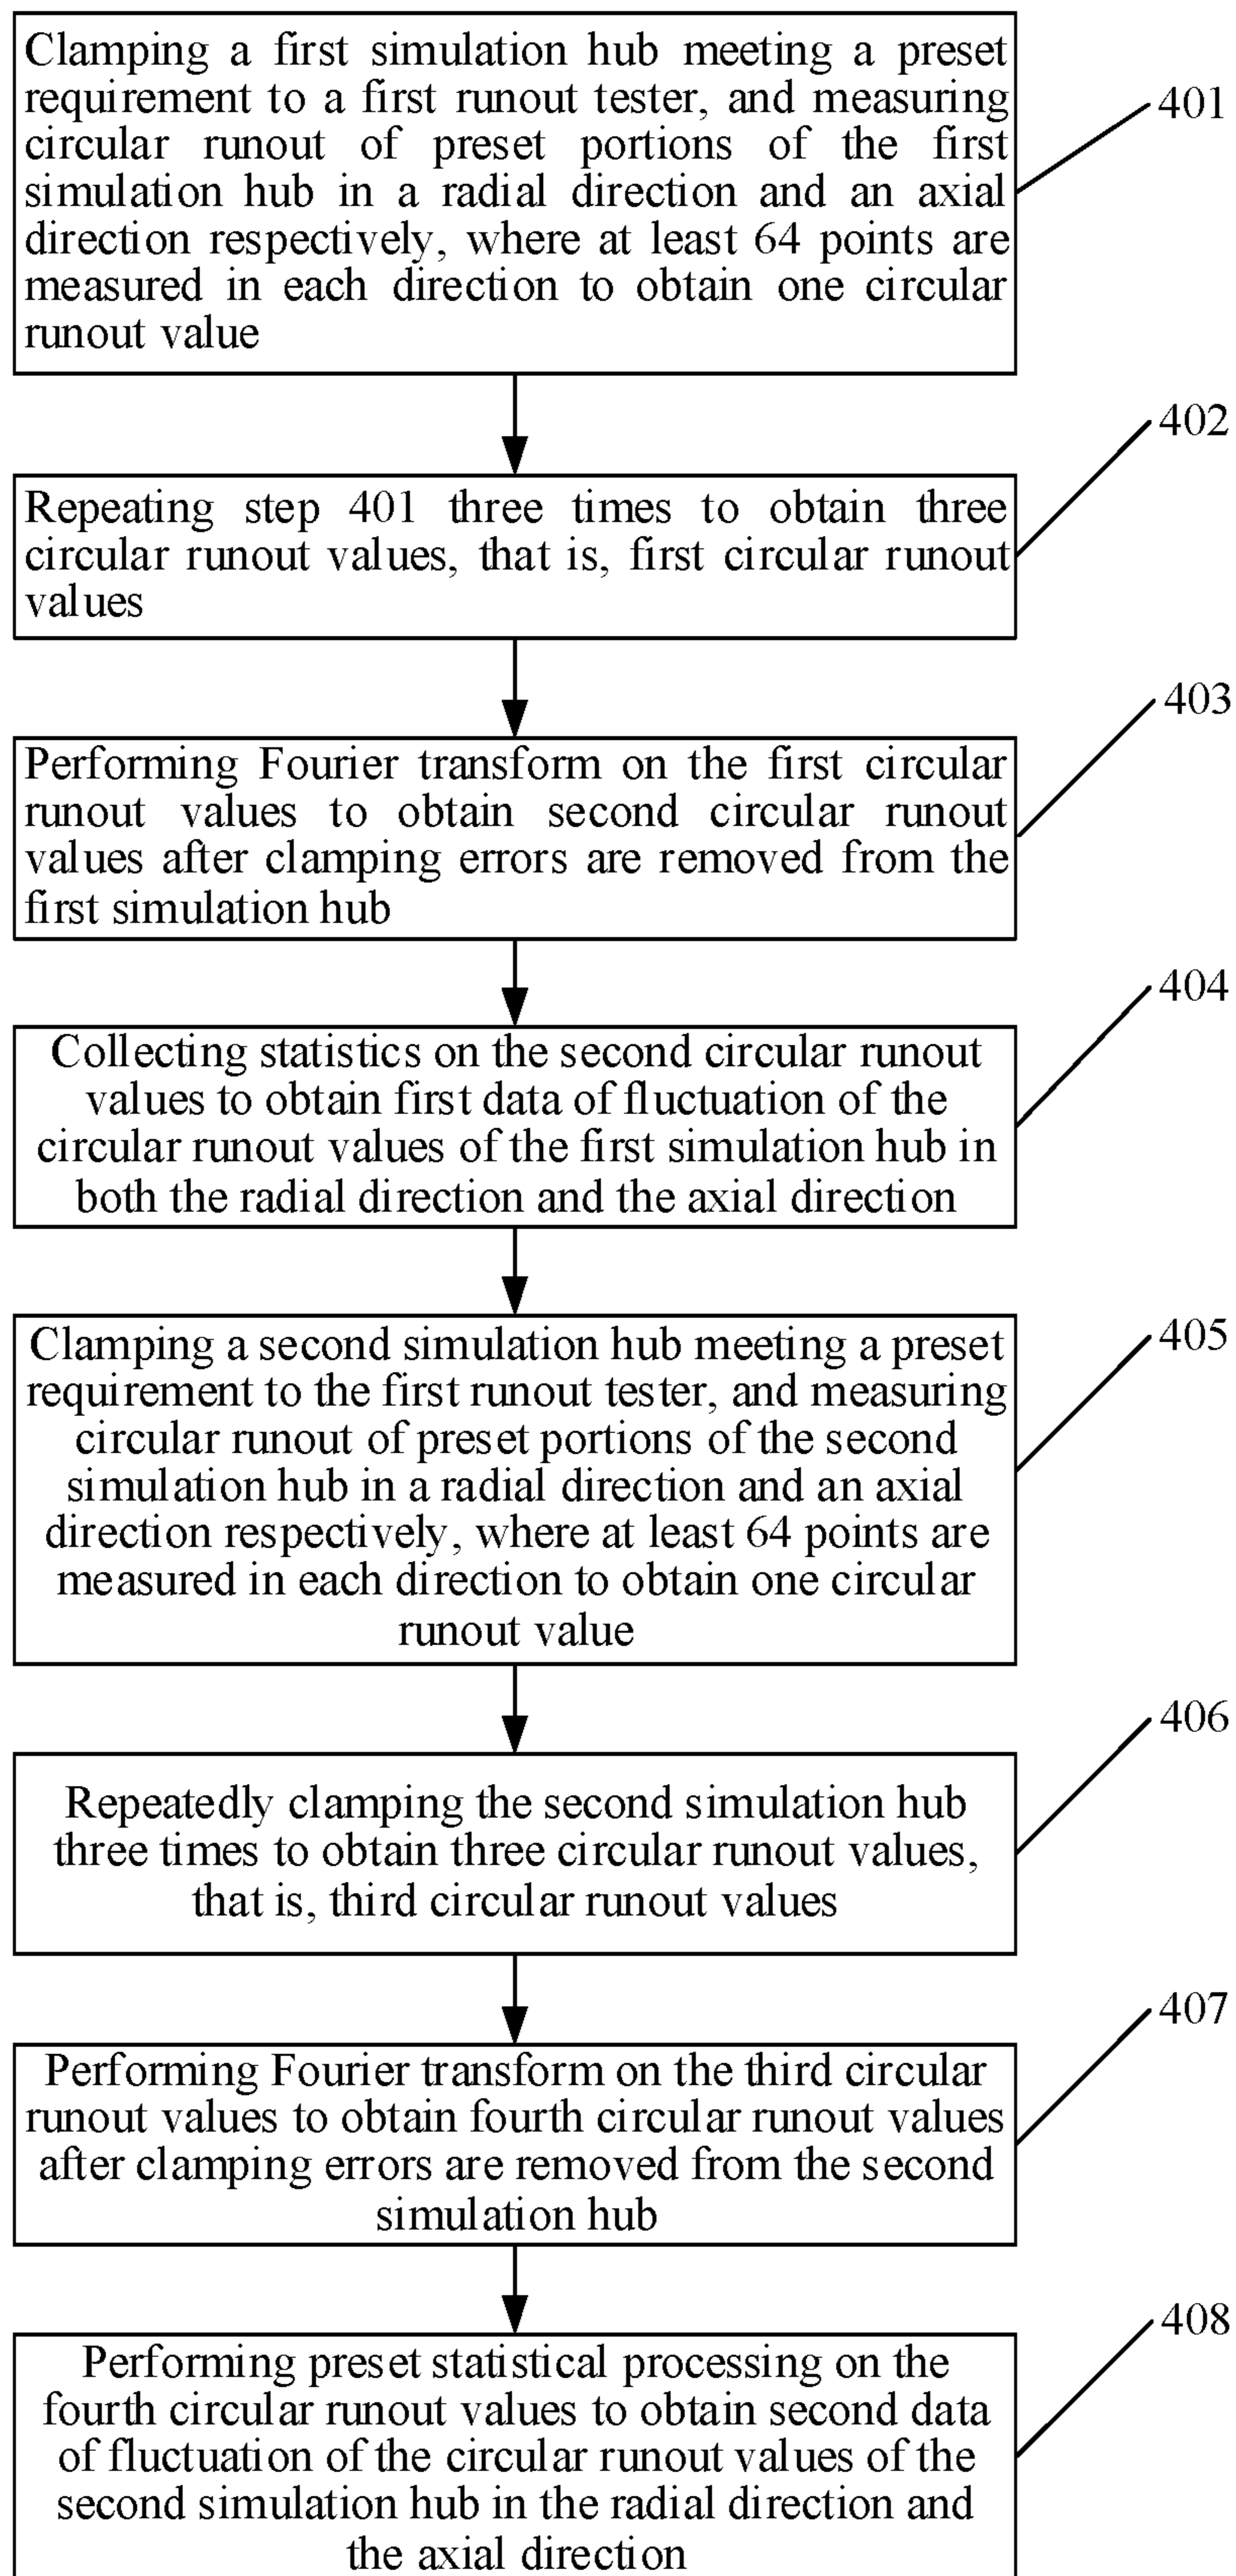 Clamping a first simulation hub meeting a preset
requirement to a first runout tester, and measuring
circular runout of preset portions of the first
simulation hub in a radial direction and an axial
direction respectively, where at least 64 points are
measured in each direction to obtain one circular
runout value
401
Repeating step 401 three times to obtain three
circular runout values, that is, first circular runout
values
402
Performing Fourier transform on the first circular
runout values to obtain second circular runout
values after clamping errors are removed from the
first simulation hub
403
Collecting statistics on the second circular runout
values to obtain first data of fluctuation of the
circular runout values of the first simulation hub in
both the radial direction and the axial direction
404
Clamping a second simulation hub meeting a preset
requirement to the first runout tester, and measuring
circular runout of preset portions of the second
simulation hub in a radial direction and an axial
direction respectively, where at least 64 points are
measured in each direction to obtain one circular
runout value
405
Repeatedly clamping the second simulation hub
three times to obtain three circular runout values,
that is, third circular runout values
406
Performing Fourier transform on the third circular
runout values to obtain fourth circular runout values
after clamping errors are removed from the second
simulation hub
407
Performing preset statistical processing on the
fourth circular runout values to obtain second data
of fluctuation of the circular runout values of the
second simulation hub in the radial direction and
the axial direction
408